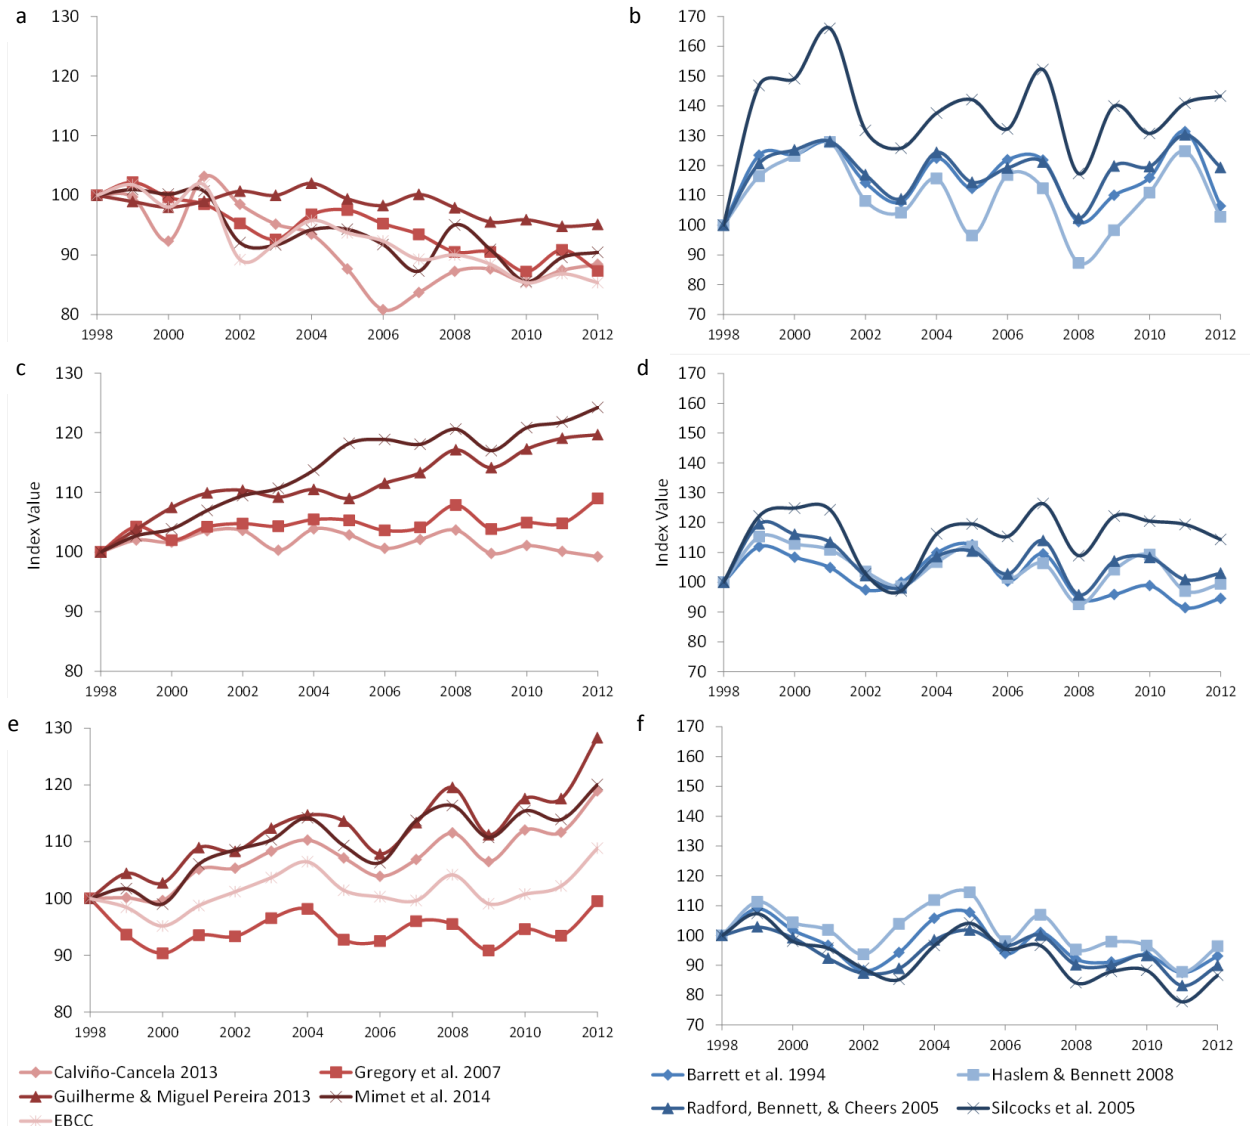 a
130
120
110
100
90
80
1998 2000 2002 2004 2006 2008 2010 2012
b
170
160
150
140
130
120
110
100
90
80
70
1998 2000 2002 2004 2006 2008 2010 2012
c
Index Value
130
120
110
100
90
80
1998 2000 2002 2004 2006 2008 2010 2012
d
Index Value
170
160
150
140
130
120
110
100
90
80
70
1998 2000 2002 2004 2006 2008 2010 2012
e
130
120
110
100
90
80
1998 2000 2002 2004 2006 2008 2010 2012
f
170
160
150
140
130
120
110
100
90
80
70
1998 2000 2002 2004 2006 2008 2010 2012
Calviño-Cancela 2013 Gregory et al. 2007
Guilherme & Miguel Pereira 2013 Mimet et al. 2014
EBCC
Barrett et al. 1994 Haslem & Bennett 2008
Radford, Bennett, & Cheers 2005 Silcocks et al. 2005